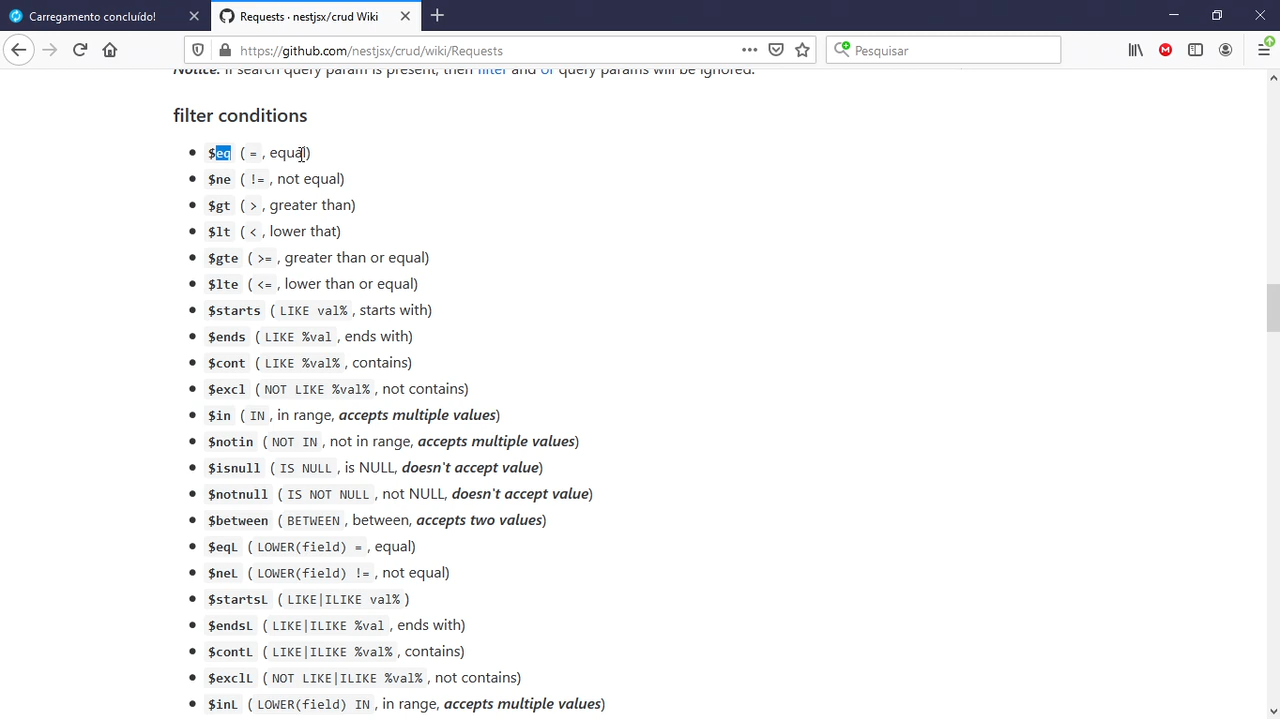 Carregamento concluído!
Requests · nestjsx/crud Wiki
https://github.com/nestjsx/crud/wiki/Requests
Pesquisar
Notice: If search query param is present, then filter and or query params will be ignored.
filter conditions
$eq ( = , equal)
$ne ( != , not equal)
$gt ( > , greater than)
$lt ( < , lower that)
$gte ( >= , greater than or equal)
$lte ( <= , lower than or equal)
$starts ( LIKE val% , starts with)
$ends ( LIKE %val , ends with)
$cont ( LIKE %val% , contains)
$excl ( NOT LIKE %val% , not contains)
$in ( IN , in range, accepts multiple values)
$notin ( NOT IN , not in range, accepts multiple values)
$isnull ( IS NULL , is NULL, doesn't accept value)
$notnull ( IS NOT NULL , not NULL, doesn't accept value)
$between ( BETWEEN , between, accepts two values)
$eqL ( LOWER(field) = , equal)
$neL ( LOWER(field) != , not equal)
$startsL ( LIKE|ILIKE val% )
$endsL ( LIKE|ILIKE %val , ends with)
$contL ( LIKE|ILIKE %val% , contains)
$exclL ( NOT LIKE|ILIKE %val% , not contains)
$inL ( LOWER(field) IN , in range, accepts multiple values)